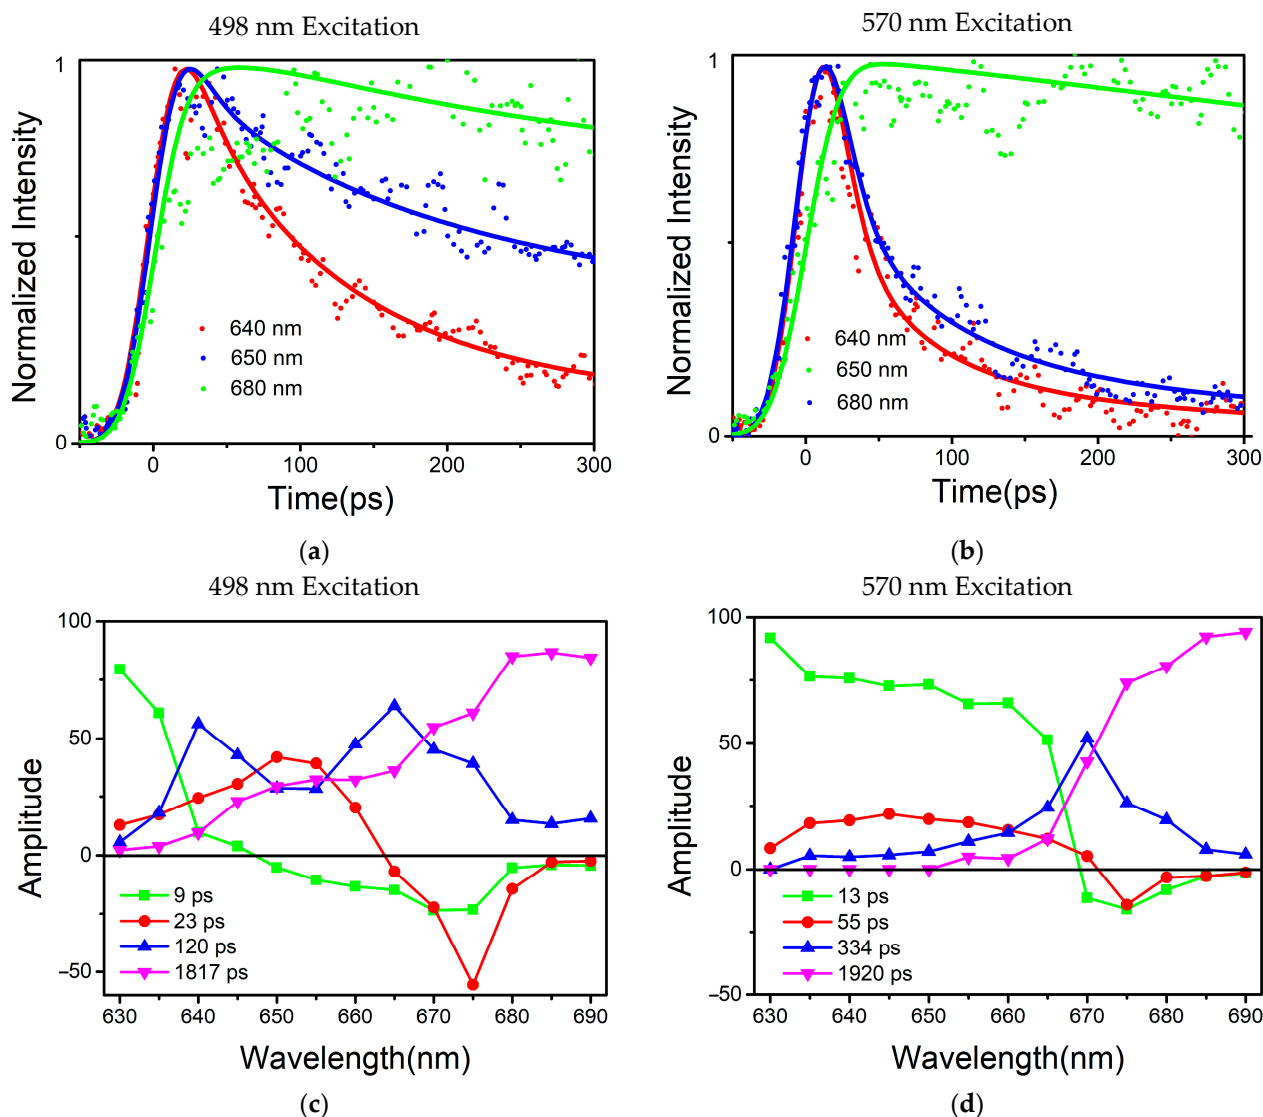 498 nm Excitation
570 nm Excitation
1
0
Normalized Intensity
640 nm
650 nm
680 nm
0
100
200
300
Time(ps)
1
0
Normalized Intensity
640 nm
650 nm
680 nm
0
100
200
300
Time(ps)
(a)
(b)
498 nm Excitation
570 nm Excitation
100
50
0
−50
Amplitude
9 ps
23 ps
120 ps
1817 ps
630
640
650
660
670
680
690
Wavelength(nm)
100
50
0
−50
Amplitude
13 ps
55 ps
334 ps
1920 ps
630
640
650
660
670
680
690
Wavelength(nm)
(c)
(d)